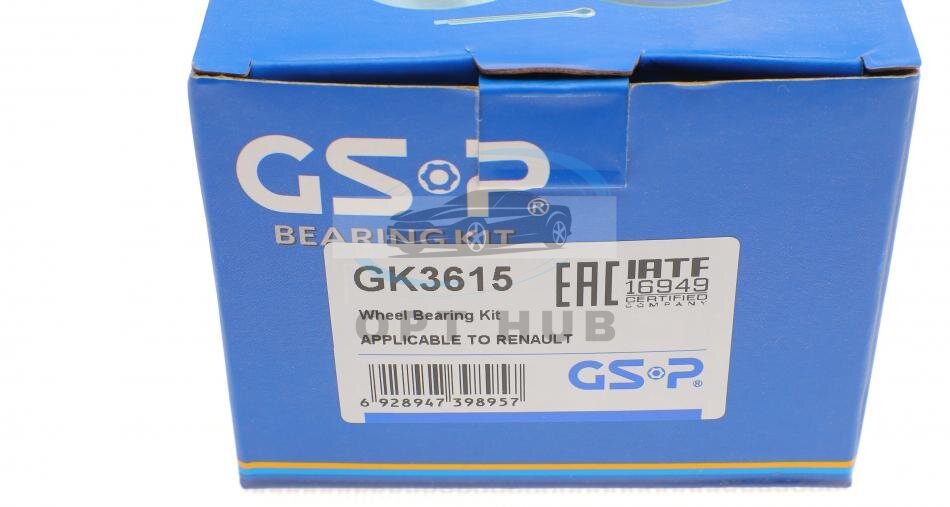 GSP®
BEARING KIT
GK3615
EAC
IATF
16949
CERTIFIED
COMPANY
Wheel Bearing Kit
OPT HUB
APPLICABLE TO RENAULT
GSP®
6 928947 398957